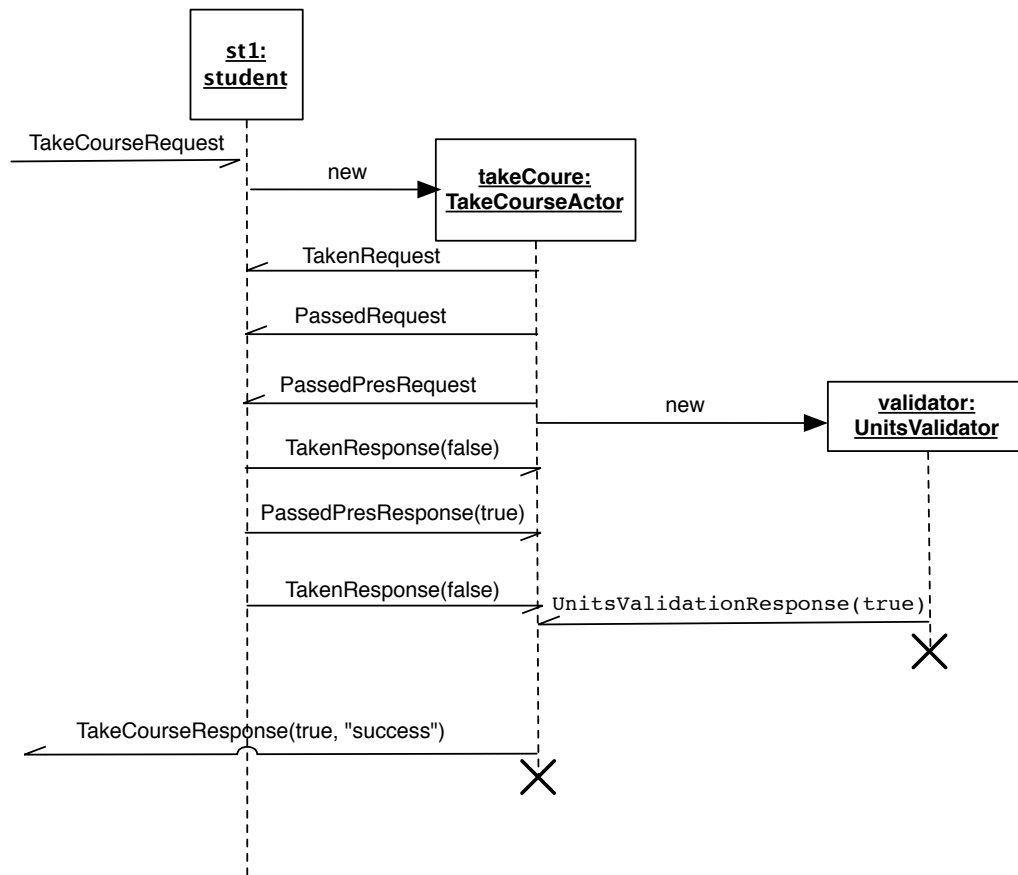 st1:
student
TakeCourseRequest
new
takeCoure:
TakeCourseActor
TakenRequest
PassedRequest
PassedPresRequest
new
validator:
UnitsValidator
TakenResponse(false)
PassedPresResponse(true)
TakenResponse(false)
UnitsValidationResponse(true)
TakeCourseResponse(true, "success")